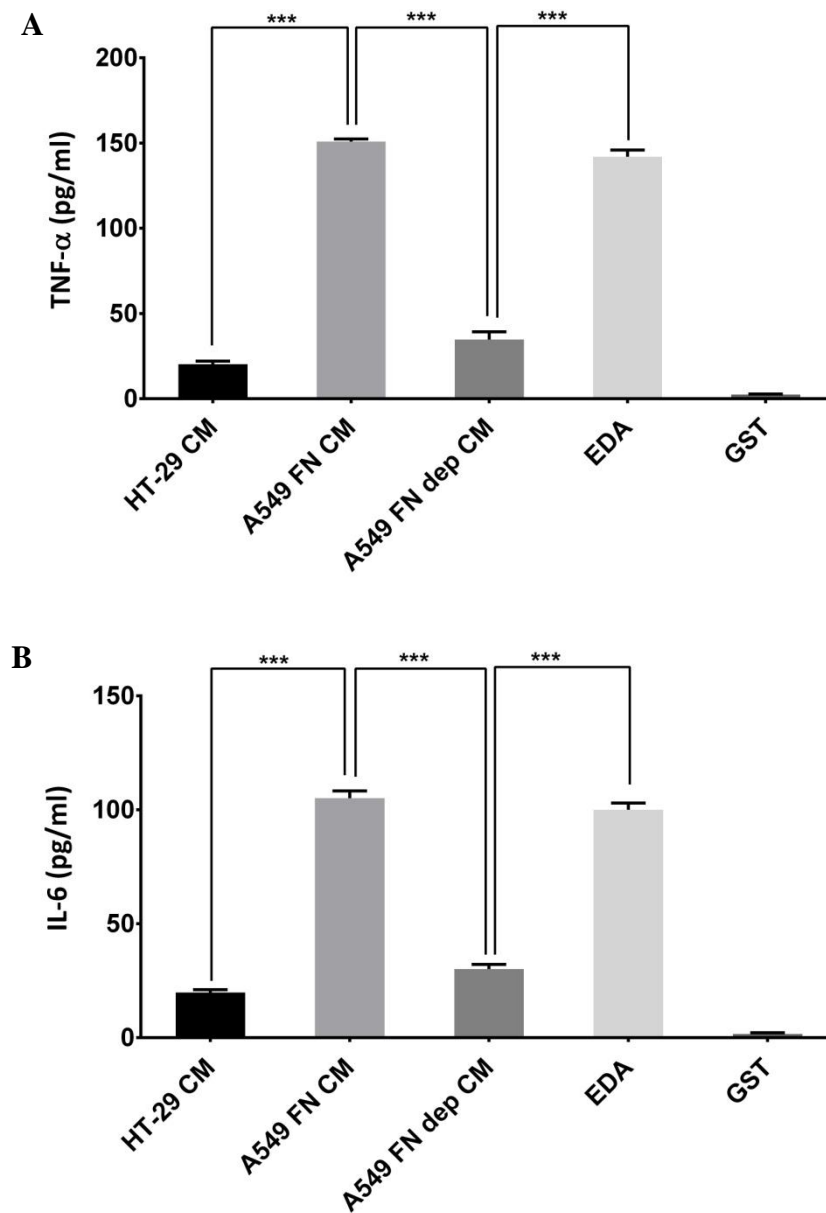 A
*** *** ***
200
150
100
50
0
TNF-α (pg/ml)
HT-29 CM
A549 FN CM
A549 FN dep CM
EDA
GST
B
*** *** ***
150
100
50
0
IL-6 (pg/ml)
HT-29 CM
A549 FN CM
A549 FN dep CM
EDA
GST